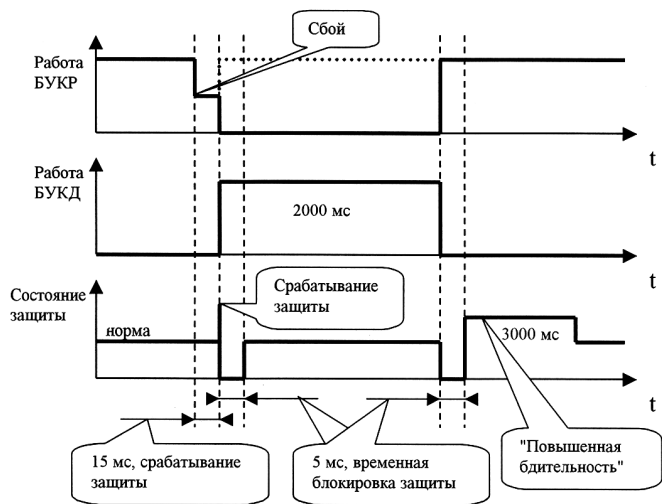 Сбой
Работа
БУКР
t
Работа
БУКД
2000 мс
t
Состояние
защиты
Срабатывание
защиты
норма
3000 мс
t
15 мс, срабатывание
защиты
5 мс, временная
блокировка защиты
"Повышенная
бдительность"